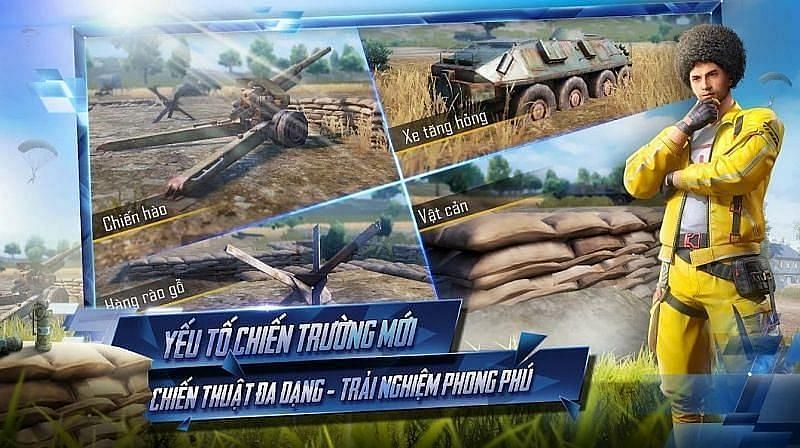 Chiến hào
Xe tăng hỏng
Hàng rào gỗ
Vật cản
YẾU TỐ CHIẾN TRƯỜNG MỚI
CHIẾN THUẬT ĐA DẠNG - TRẢI NGHIỆM PHONG PHÚ